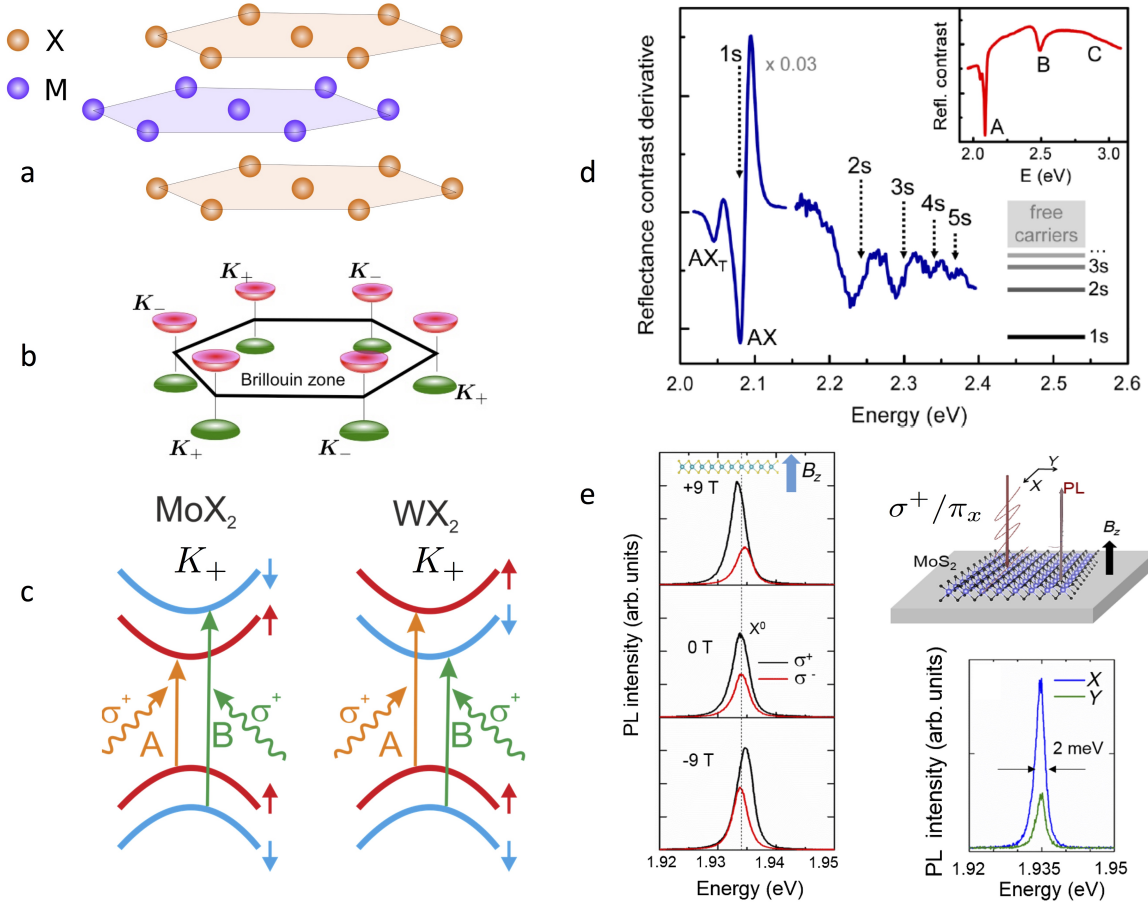 X
M
a
K₊
K₋
K₋
Brillouin zone
K₊
K₊
K₋
b
MoX₂
WX₂
K₊
K₊
c
σ⁺
A
B
σ⁺
σ⁺
A
B
σ⁺
d
Reflectance contrast derivative
1s
x 0.03
2s
3s
4s
5s
AX_T
AX
2.0 2.1 2.2 2.3 2.4 2.5 2.6
Energy (eV)
Refl. contrast
A
B
C
2.0 2.5 3.0
E (eV)
free
carriers
...
3s
2s
1s
e
PL intensity (arb. units)
B_z
+9 T
0 T
X⁰
σ⁺
σ⁻
-9 T
1.92 1.93 1.94 1.95
Energy (eV)
σ⁺/π_x
Y
X
PL
B_z
MoS₂
PL intensity (arb. units)
X
Y
2 meV
1.92 1.935 1.95
Energy (eV)